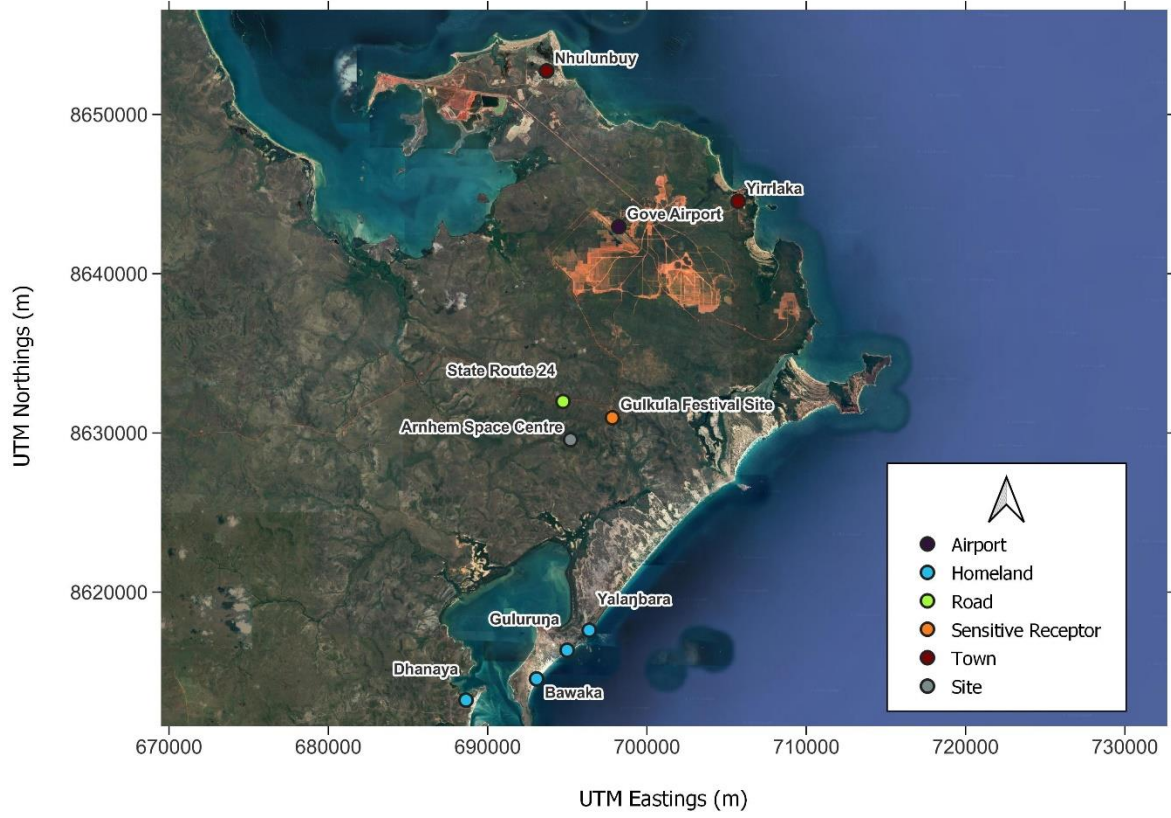 Nhulunbuy
8650000
Yirrlaka
Gove Airport
8640000
State Route 24
Gulkula Festival Site
8630000
Arnhem Space Centre
UTM Northings (m)
Airport
Homeland
Road
Sensitive Receptor
Town
Site
8620000
Yalaŋbara
Guluruŋa
Dhanaya
Bawaka
670000 680000 690000 700000 710000 720000 730000
UTM Eastings (m)